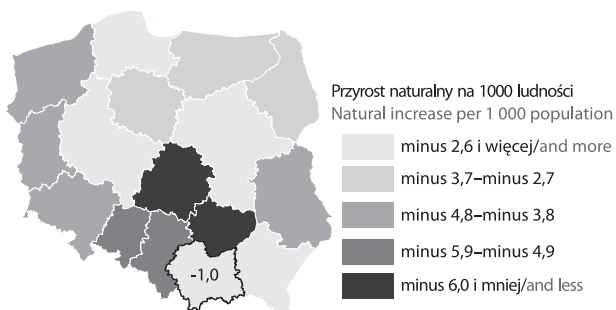 Przyrost naturalny na 1000 ludności
Natural increase per 1 000 population
minus 2,6 i więcej/and more
minus 3,7–minus 2,7
minus 4,8–minus 3,8
minus 5,9–minus 4,9
minus 6,0 i mniej/and less
-1,0